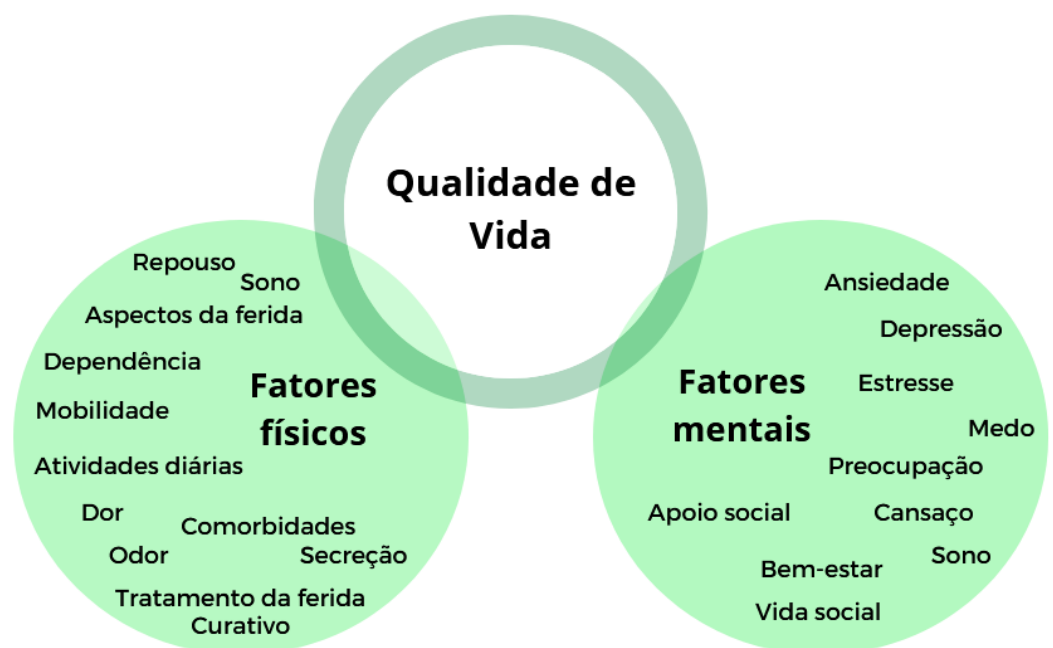 Qualidade de
Vida
Repouso
Sono
Aspectos da ferida
Dependência
Fatores
físicos
Mobilidade
Atividades diárias
Dor
Comorbidades
Odor
Secreção
Tratamento da ferida
Curativo
Ansiedade
Depressão
Fatores
mentais
Estresse
Medo
Preocupação
Apoio social
Cansaço
Sono
Bem-estar
Vida social